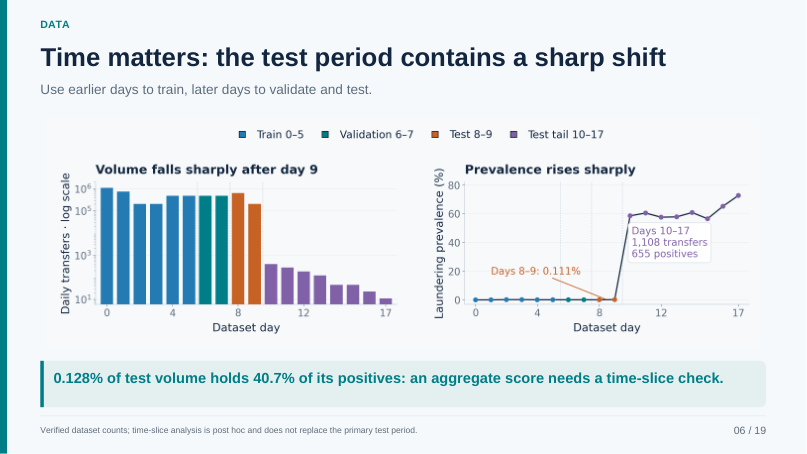 DATA
Time matters: the test period contains a sharp shift
Use earlier days to train, later days to validate and test.
Train 0–5 Validation 6–7 Test 8–9 Test tail 10–17
Volume falls sharply after day 9
Daily transfers · log scale
10⁶
10⁵
10³
10¹
0 4 8 12 17
Dataset day
Prevalence rises sharply
Laundering prevalence (%)
80
60
40
20
0
Days 10–17
1,108 transfers
655 positives
Days 8–9: 0.111%
0 4 8 12 17
Dataset day
0.128% of test volume holds 40.7% of its positives: an aggregate score needs a time-slice check.
Verified dataset counts; time-slice analysis is post hoc and does not replace the primary test period.
06 / 19